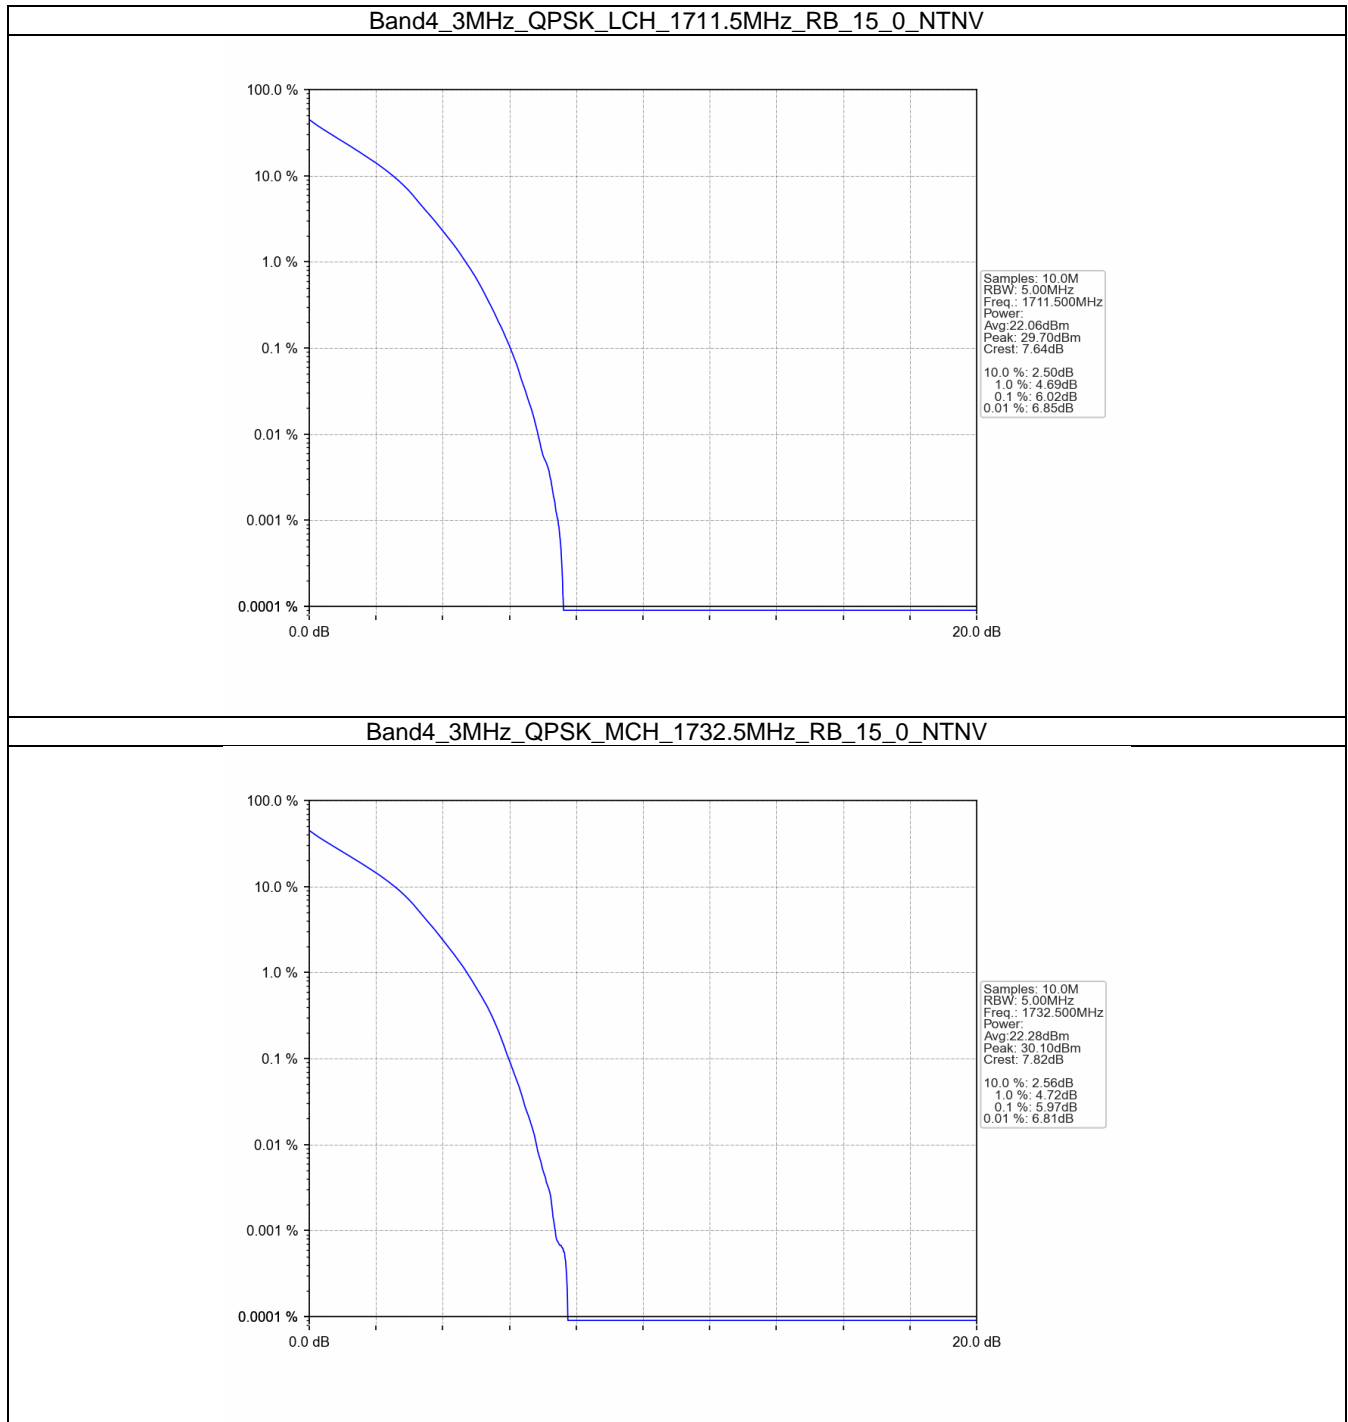 Band4_3MHz_QPSK_LCH_1711.5MHz_RB_15_0_NTNV
100.0 %
10.0 %
1.0 %
0.1 %
0.01 %
0.001 %
0.0001 %
0.0 dB
20.0 dB
Samples: 10.0M
RBW: 5.00MHz
Freq.: 1711.500MHz
Power:
Avg:22.06dBm
Peak: 29.70dBm
Crest: 7.64dB
10.0 %: 2.50dB
1.0 %: 4.69dB
0.1 %: 6.02dB
0.01 %: 6.85dB
Band4_3MHz_QPSK_MCH_1732.5MHz_RB_15_0_NTNV
100.0 %
10.0 %
1.0 %
0.1 %
0.01 %
0.001 %
0.0001 %
0.0 dB
20.0 dB
Samples: 10.0M
RBW: 5.00MHz
Freq.: 1732.500MHz
Power:
Avg:22.28dBm
Peak: 30.10dBm
Crest: 7.82dB
10.0 %: 2.56dB
1.0 %: 4.72dB
0.1 %: 5.97dB
0.01 %: 6.81dB